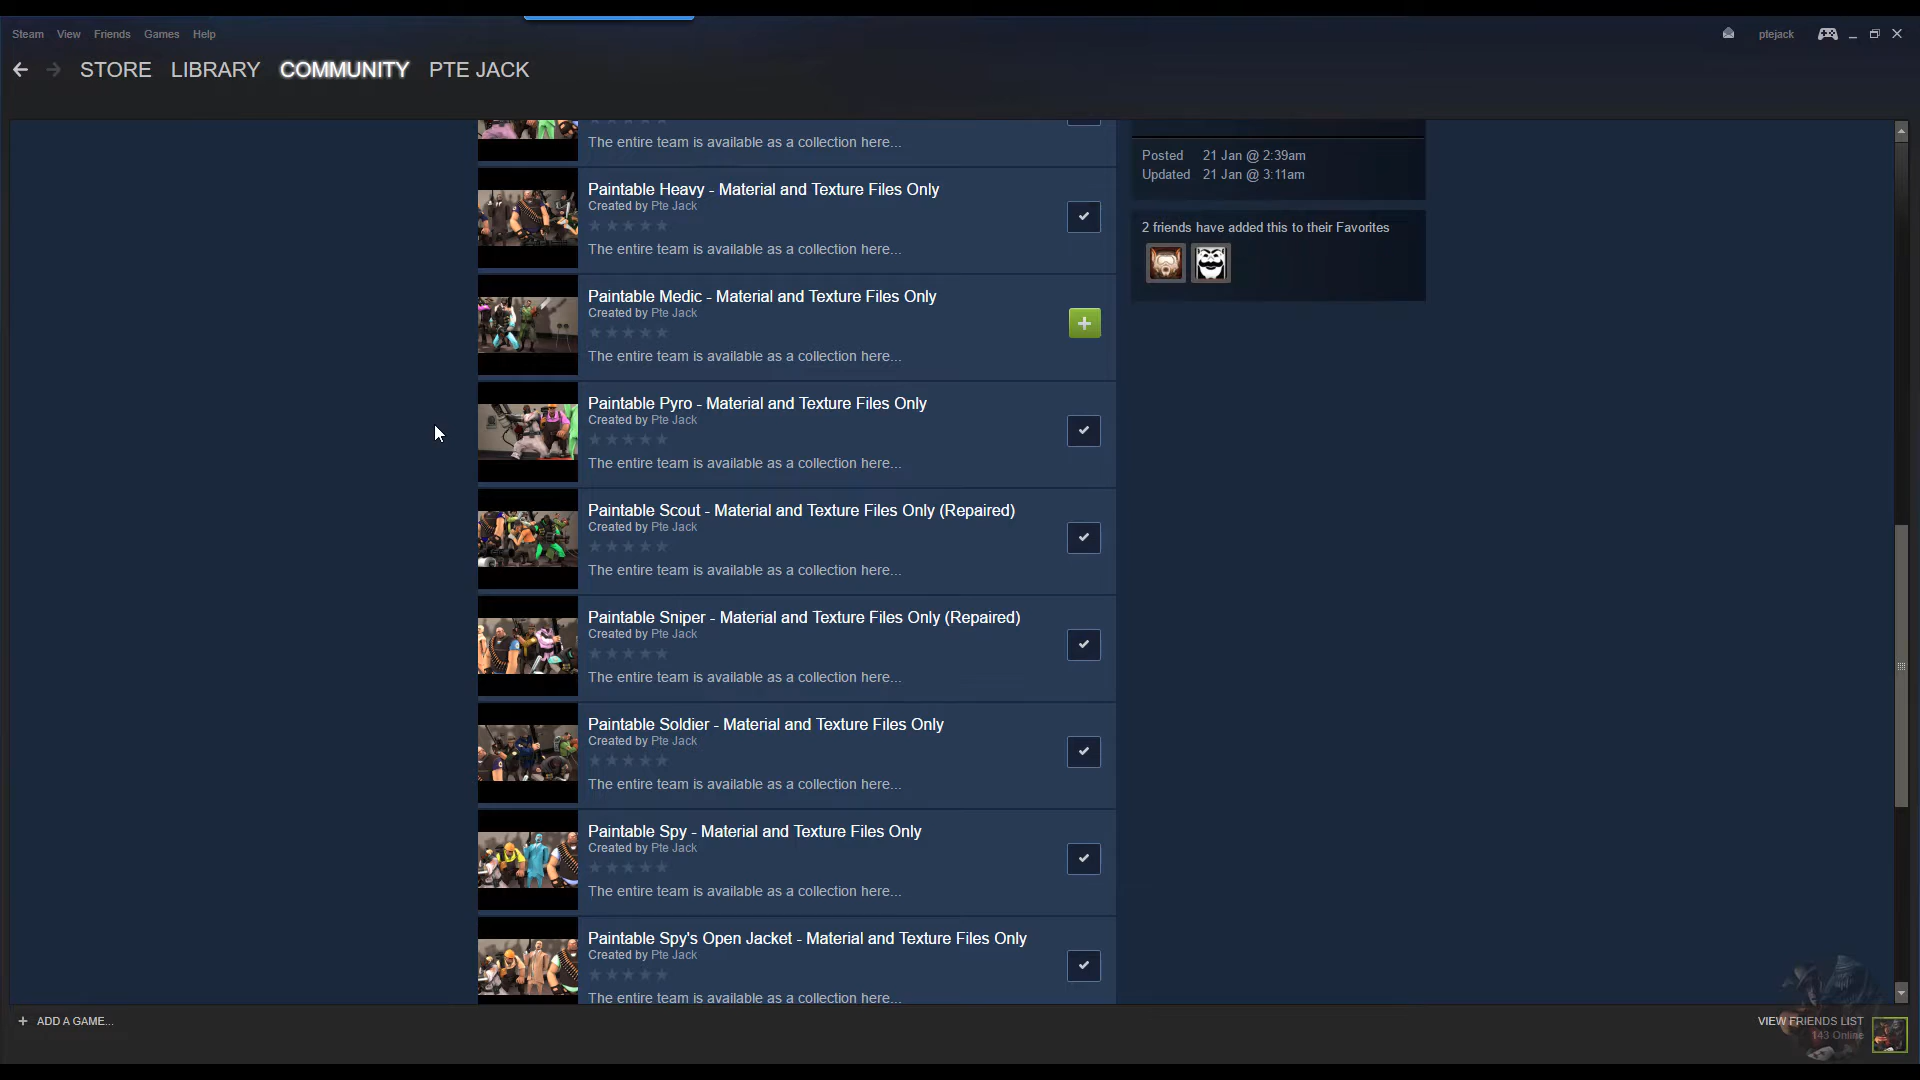 Steam View Friends Games Help
ptejack
STORE LIBRARY COMMUNITY PTE JACK
The entire team is available as a collection here...
Posted 21 Jan @ 2:39am
Updated 21 Jan @ 3:11am
Paintable Heavy - Material and Texture Files Only
Created by Pte Jack
The entire team is available as a collection here...
2 friends have added this to their Favorites
Paintable Medic - Material and Texture Files Only
Created by Pte Jack
The entire team is available as a collection here...
Paintable Pyro - Material and Texture Files Only
Created by Pte Jack
The entire team is available as a collection here...
Paintable Scout - Material and Texture Files Only (Repaired)
Created by Pte Jack
The entire team is available as a collection here...
Paintable Sniper - Material and Texture Files Only (Repaired)
Created by Pte Jack
The entire team is available as a collection here...
Paintable Soldier - Material and Texture Files Only
Created by Pte Jack
The entire team is available as a collection here...
Paintable Spy - Material and Texture Files Only
Created by Pte Jack
The entire team is available as a collection here...
Paintable Spy's Open Jacket - Material and Texture Files Only
Created by Pte Jack
The entire team is available as a collection here...
+ ADD A GAME...
VIEW FRIENDS LIST
143 Online